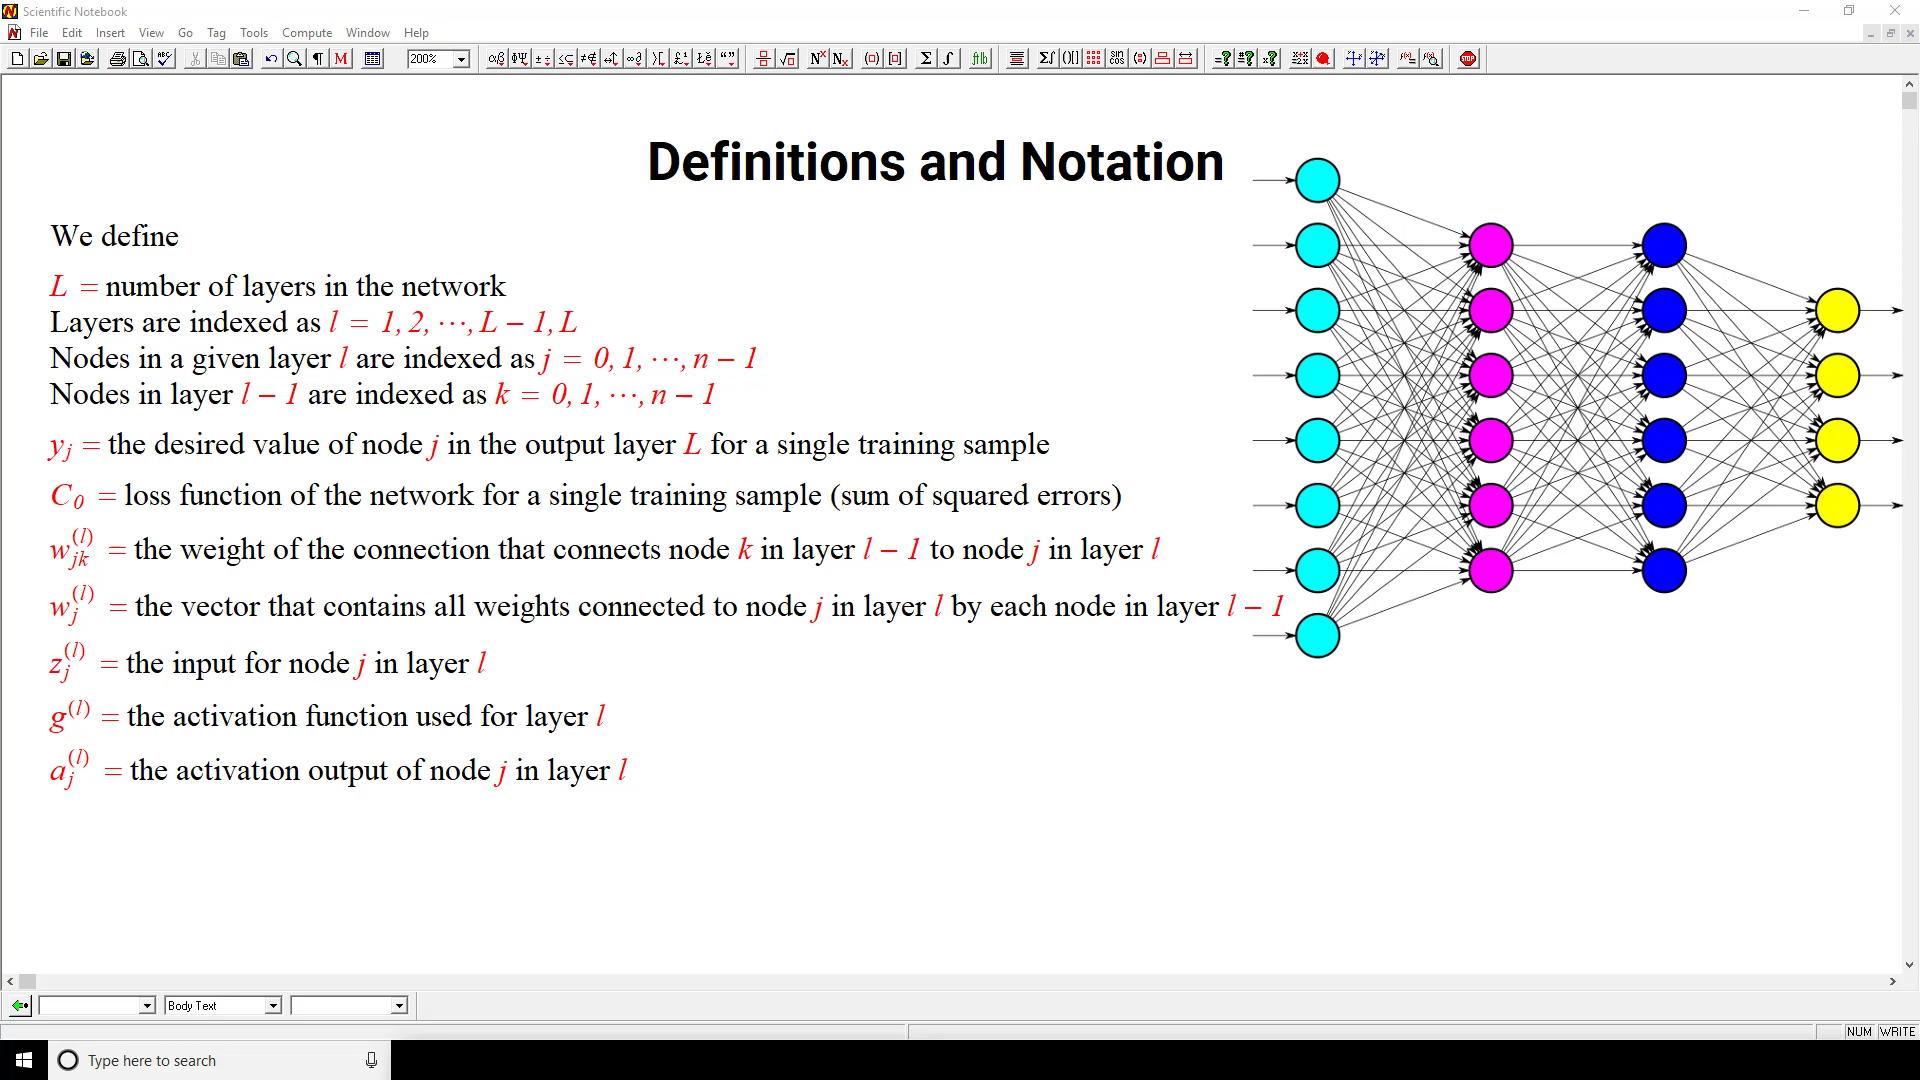 Scientific Notebook
File Edit Insert View Go Tag Tools Compute Window Help
200%
Definitions and Notation
We define
L = number of layers in the network
Layers are indexed as l = 1, 2, ⋯, L − 1, L
Nodes in a given layer l are indexed as j = 0, 1, ⋯, n − 1
Nodes in layer l − 1 are indexed as k = 0, 1, ⋯, n − 1
y_j = the desired value of node j in the output layer L for a single training sample
C_0 = loss function of the network for a single training sample (sum of squared errors)
w_jk^(l) = the weight of the connection that connects node k in layer l − 1 to node j in layer l
w_j^(l) = the vector that contains all weights connected to node j in layer l by each node in layer l − 1
z_j^(l) = the input for node j in layer l
g^(l) = the activation function used for layer l
a_j^(l) = the activation output of node j in layer l
Body Text
NUM WRITE
Type here to search